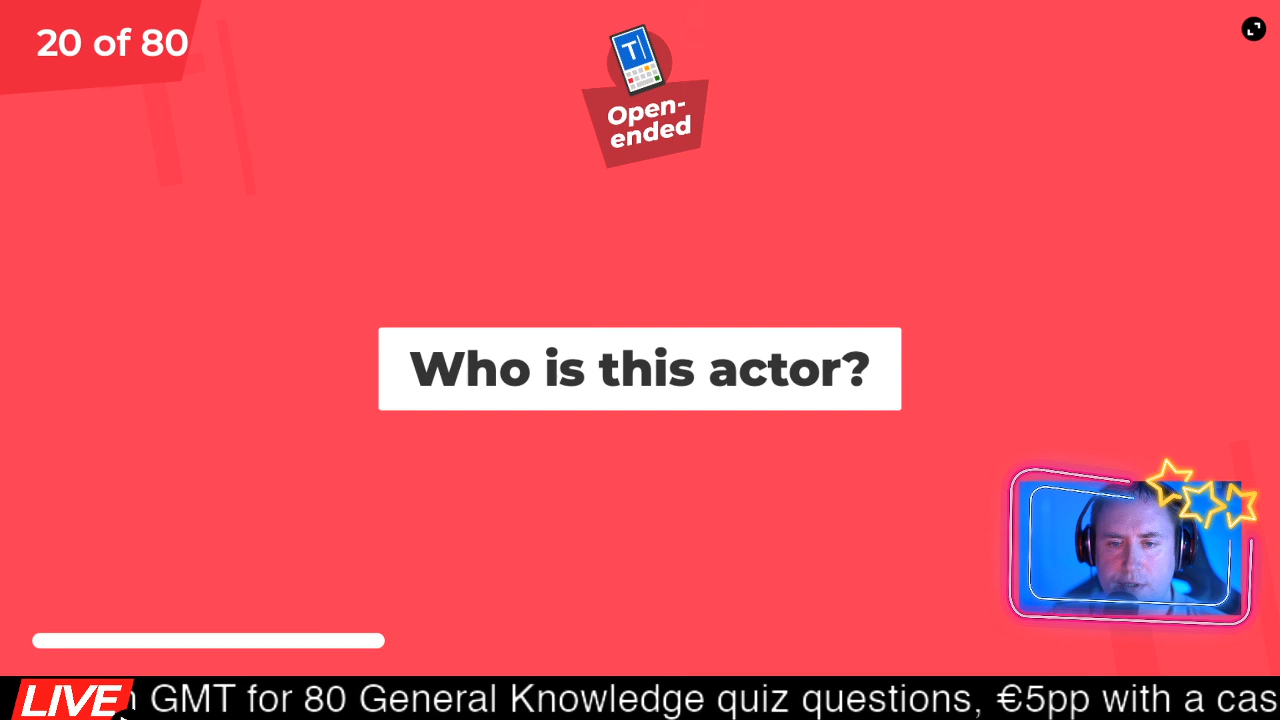 20 of 80
T
Open-
ended
Who is this actor?
LIVE GMT for 80 General Knowledge quiz questions, €5pp with a cas